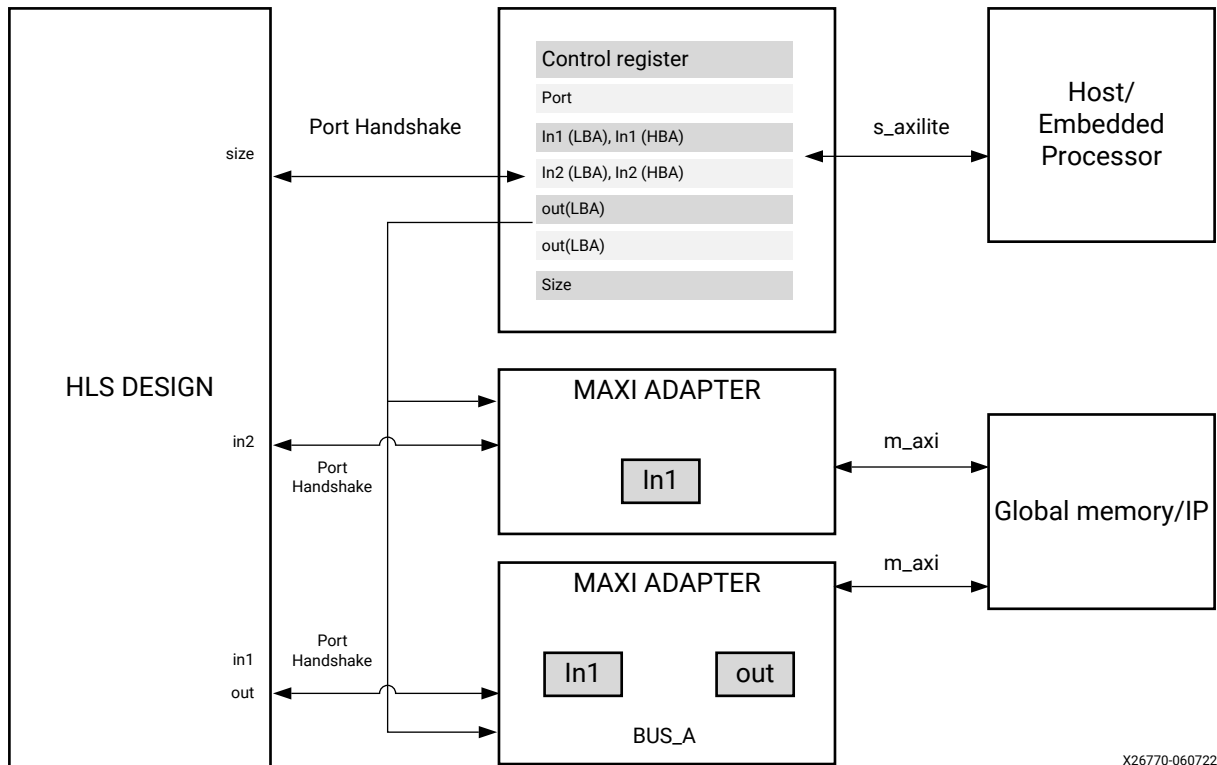 Control register
Port
In1 (LBA), In1 (HBA)
In2 (LBA), In2 (HBA)
out(LBA)
out(LBA)
Size
Port Handshake
size
s_axilite
Host/
Embedded
Processor
HLS DESIGN
MAXI ADAPTER
In1
in2
Port
Handshake
m_axi
Global memory/IP
m_axi
MAXI ADAPTER
In1
out
BUS_A
Port
Handshake
in1
out
X26770-060722